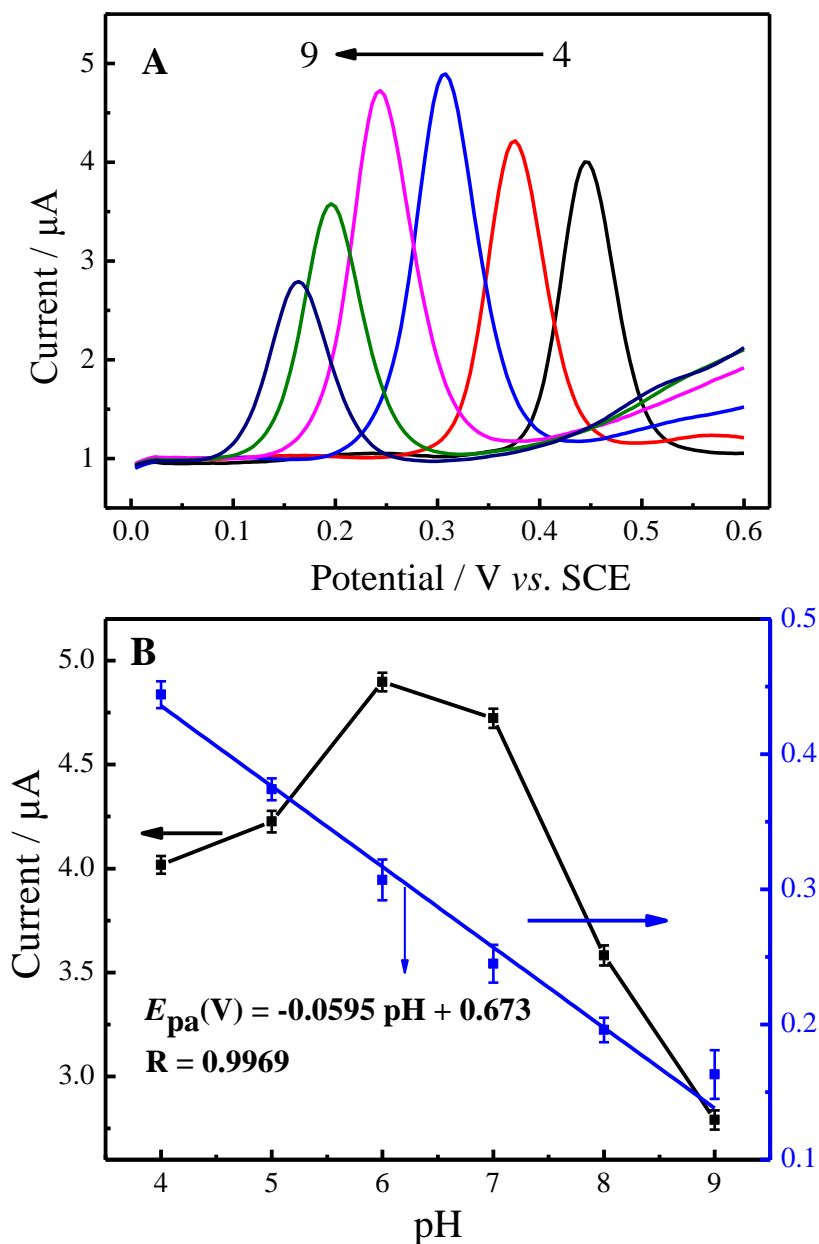 A
9 4
5
4
3
2
1
Current / μA
0.0 0.1 0.2 0.3 0.4 0.5 0.6
Potential / V vs. SCE
B
5.0
4.5
4.0
3.5
3.0
Current / μA
0.5
0.4
0.3
0.2
0.1
Epa(V) = -0.0595 pH + 0.673
R = 0.9969
4 5 6 7 8 9
pH